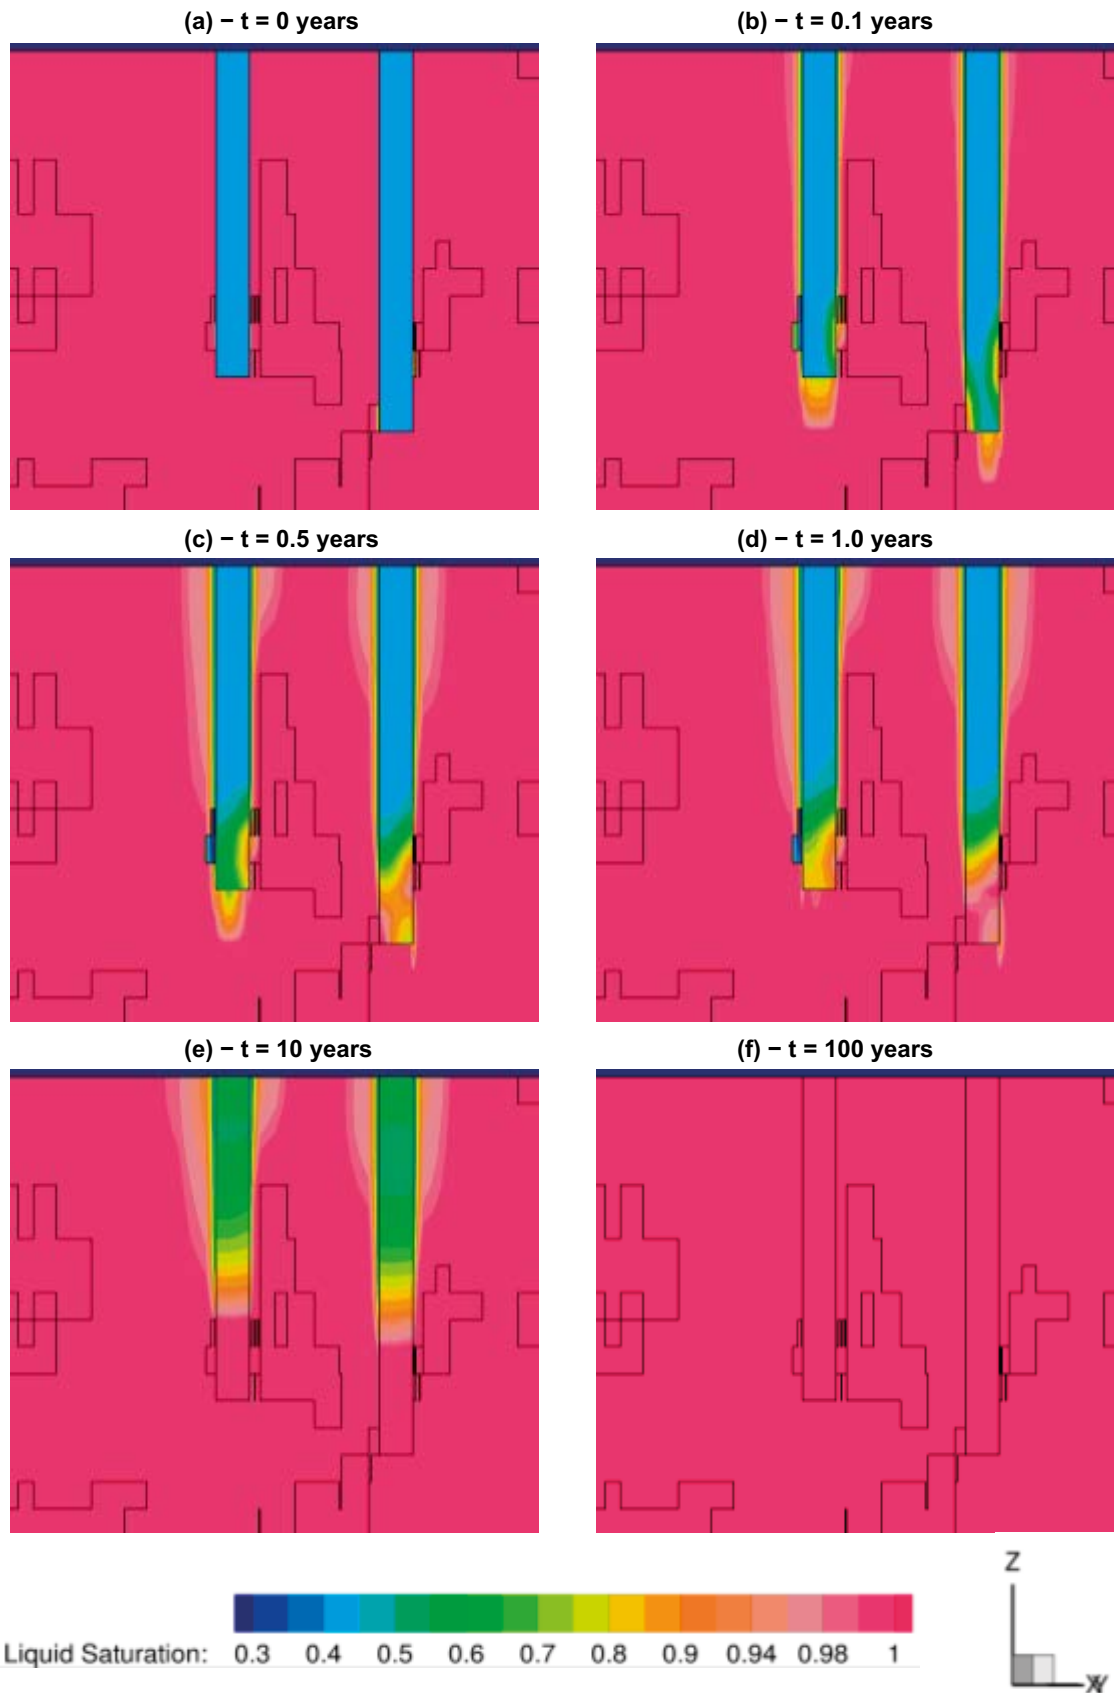 (a) − t = 0 years
(b) − t = 0.1 years
(c) − t = 0.5 years
(d) − t = 1.0 years
(e) − t = 10 years
(f) − t = 100 years
Z
Liquid Saturation: 0.3 0.4 0.5 0.6 0.7 0.8 0.9 0.94 0.98 1